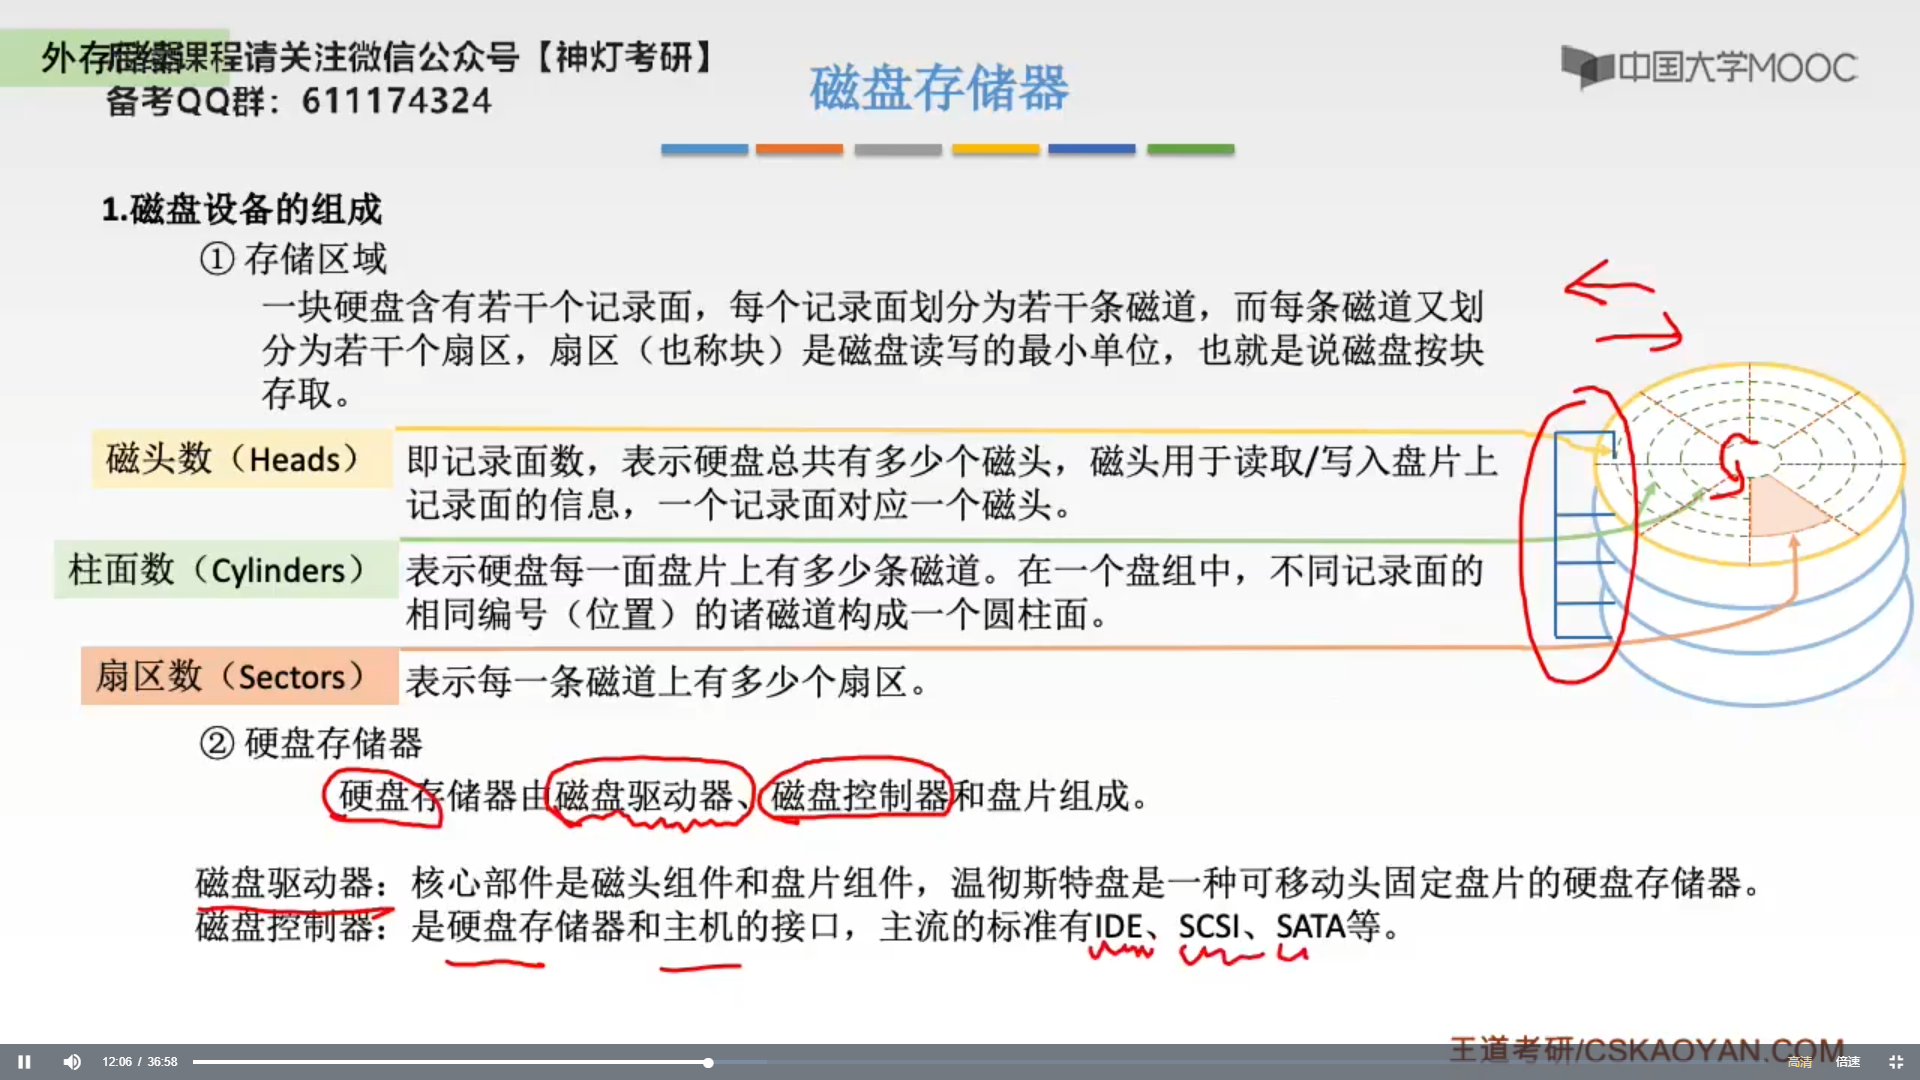 外存储器课程请关注微信公众号【神灯考研】
备考QQ群：611174324
磁盘存储器
中国大学MOOC
1.磁盘设备的组成
① 存储区域
一块硬盘含有若干个记录面，每个记录面划分为若干条磁道，而每条磁道又划
分为若干个扇区，扇区（也称块）是磁盘读写的最小单位，也就是说磁盘按块
存取。
磁头数（Heads）
即记录面数，表示硬盘总共有多少个磁头，磁头用于读取/写入盘片上
记录面的信息，一个记录面对应一个磁头。
柱面数（Cylinders）
表示硬盘每一面盘片上有多少条磁道。在一个盘组中，不同记录面的
相同编号（位置）的诸磁道构成一个圆柱面。
扇区数（Sectors）
表示每一条磁道上有多少个扇区。
② 硬盘存储器
硬盘存储器由磁盘驱动器、磁盘控制器和盘片组成。
磁盘驱动器：核心部件是磁头组件和盘片组件，温彻斯特盘是一种可移动头固定盘片的硬盘存储器。
磁盘控制器：是硬盘存储器和主机的接口，主流的标准有IDE、SCSI、SATA等。
王道考研/CSKAOYAN.COM
12:06 / 36:58
高清
倍速